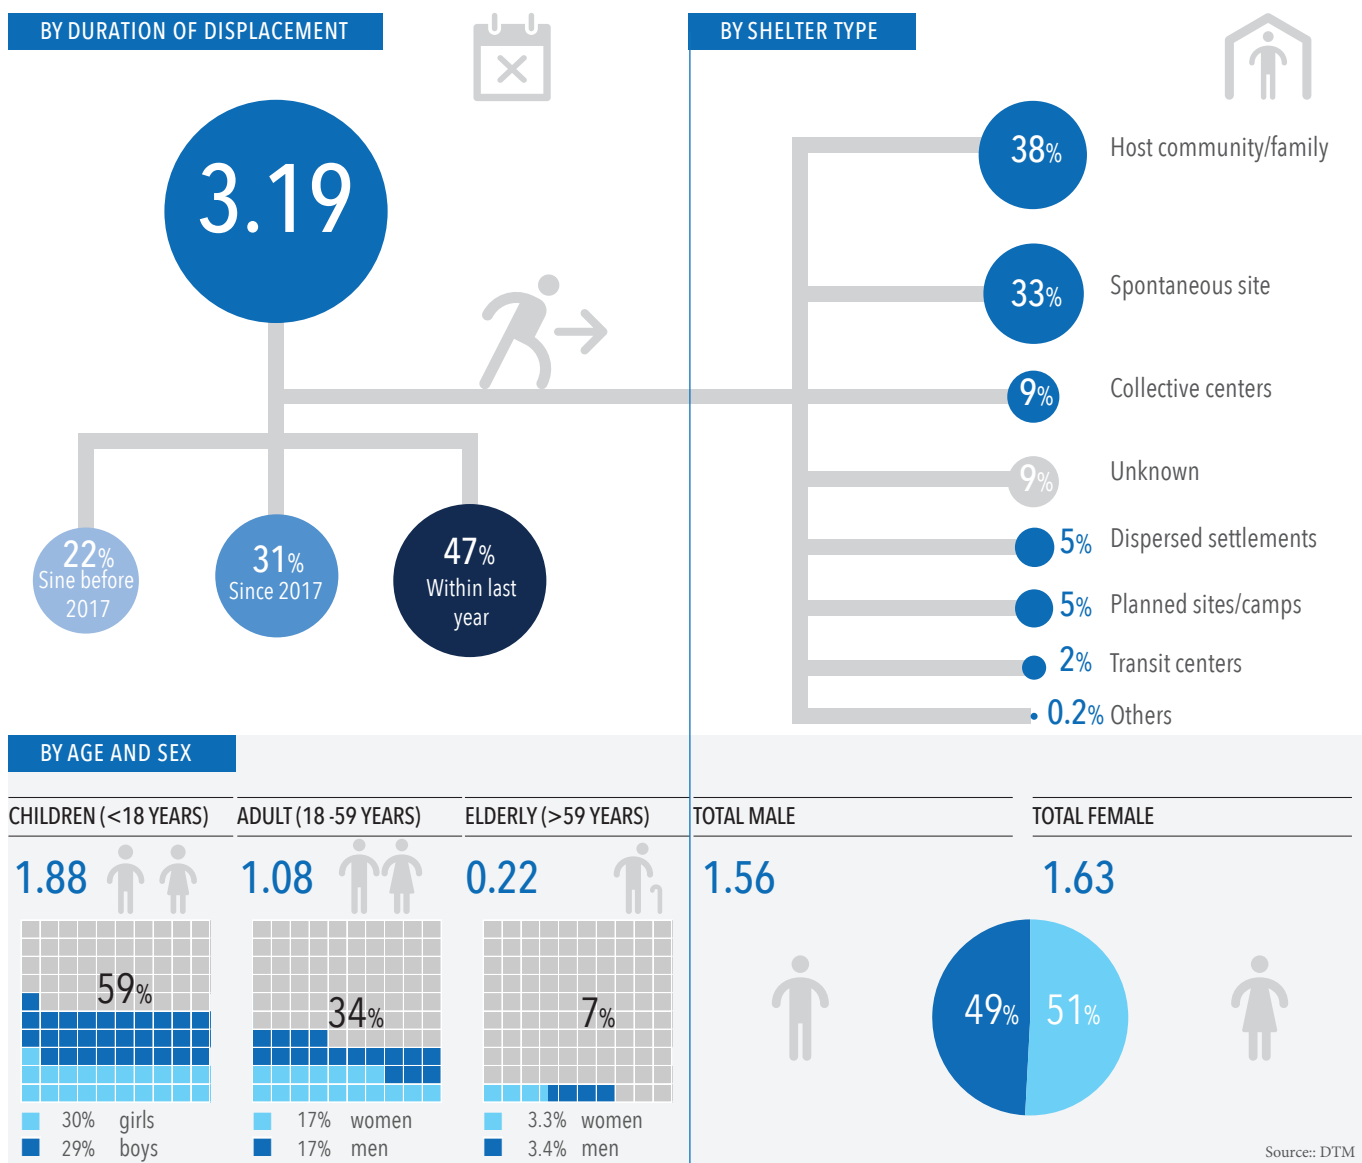 BY DURATION OF DISPLACEMENT
3.19
22%
Sine before
2017
31%
Since 2017
47%
Within last
year
BY SHELTER TYPE
38% Host community/family
33% Spontaneous site
9% Collective centers
9% Unknown
5% Dispersed settlements
5% Planned sites/camps
2% Transit centers
0.2% Others
BY AGE AND SEX
CHILDREN (<18 YEARS)
1.88
59%
30% girls
29% boys
ADULT (18 -59 YEARS)
1.08
34%
17% women
17% men
ELDERLY (>59 YEARS)
0.22
7%
3.3% women
3.4% men
TOTAL MALE
1.56
TOTAL FEMALE
1.63
49% 51%
Source:: DTM